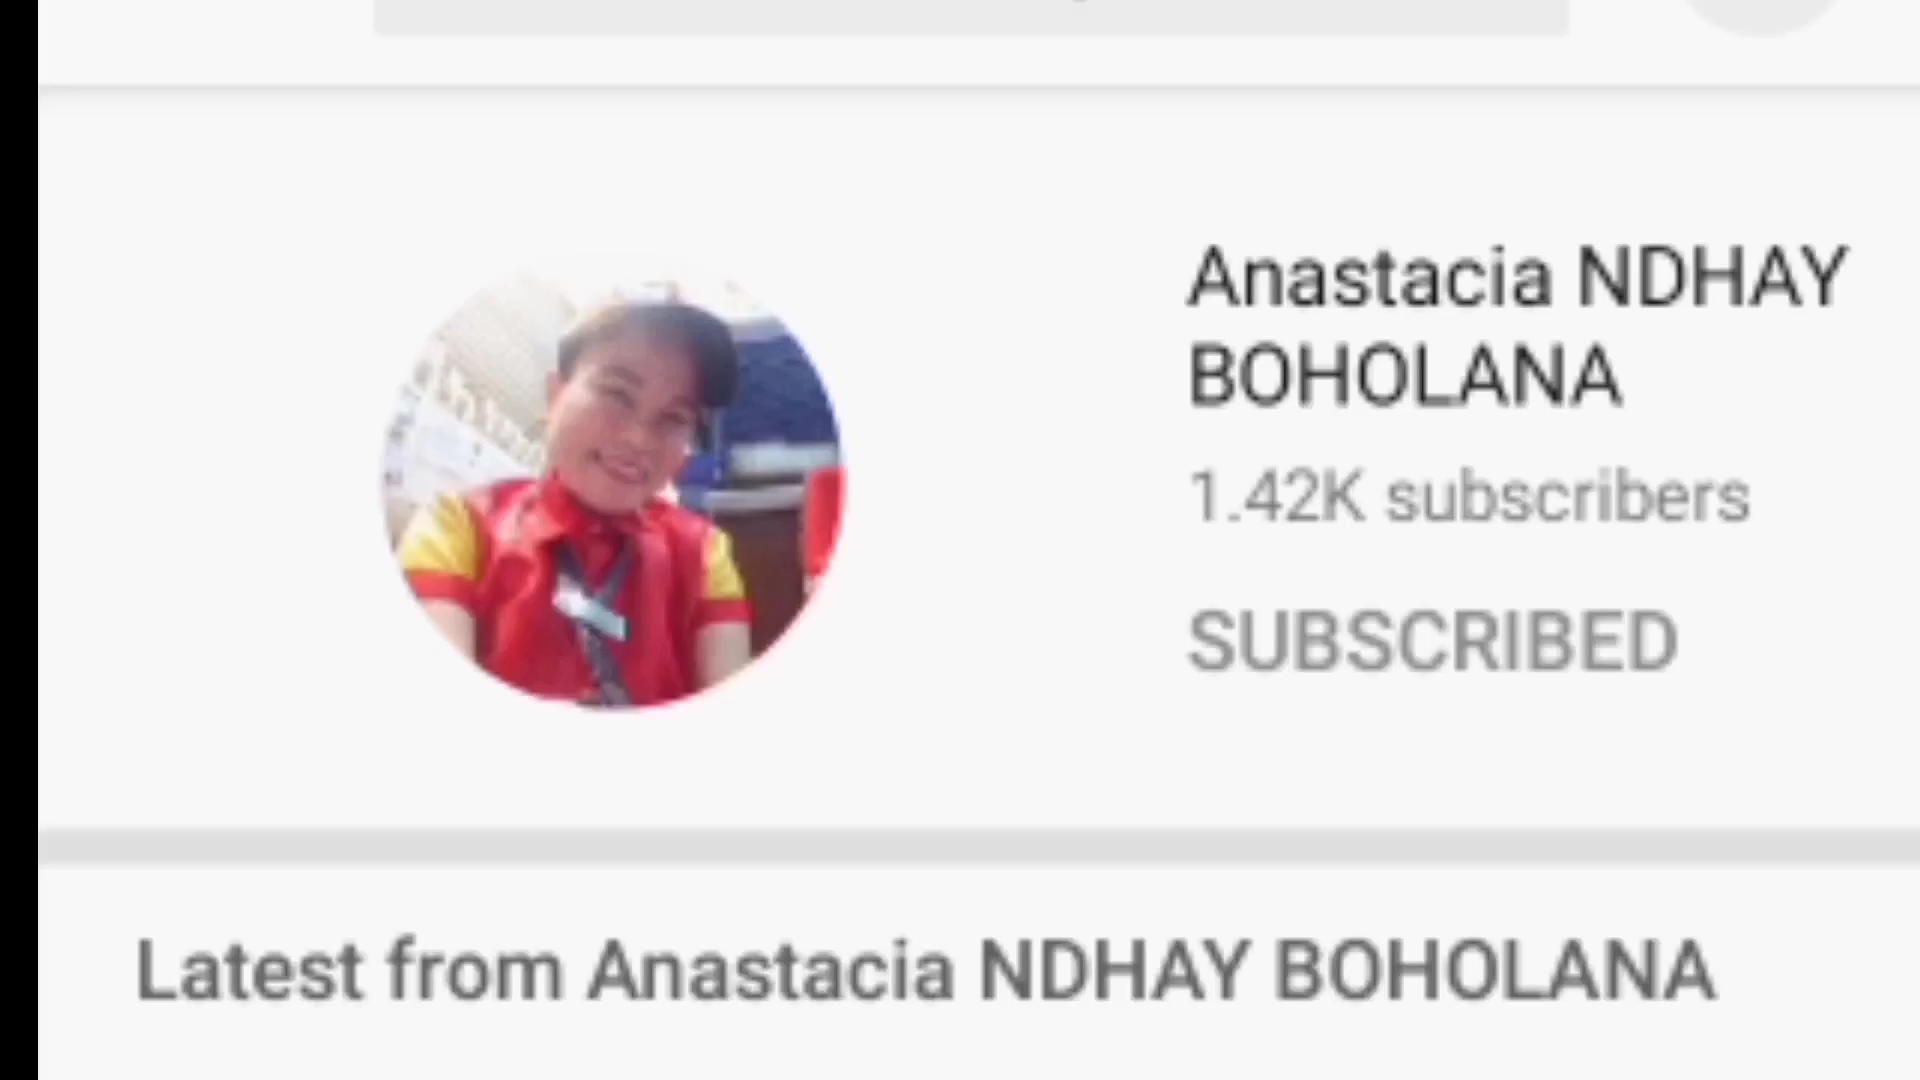 Anastacia NDHAY
BOHOLANA
1.42K subscribers
SUBSCRIBED
Latest from Anastacia NDHAY BOHOLANA